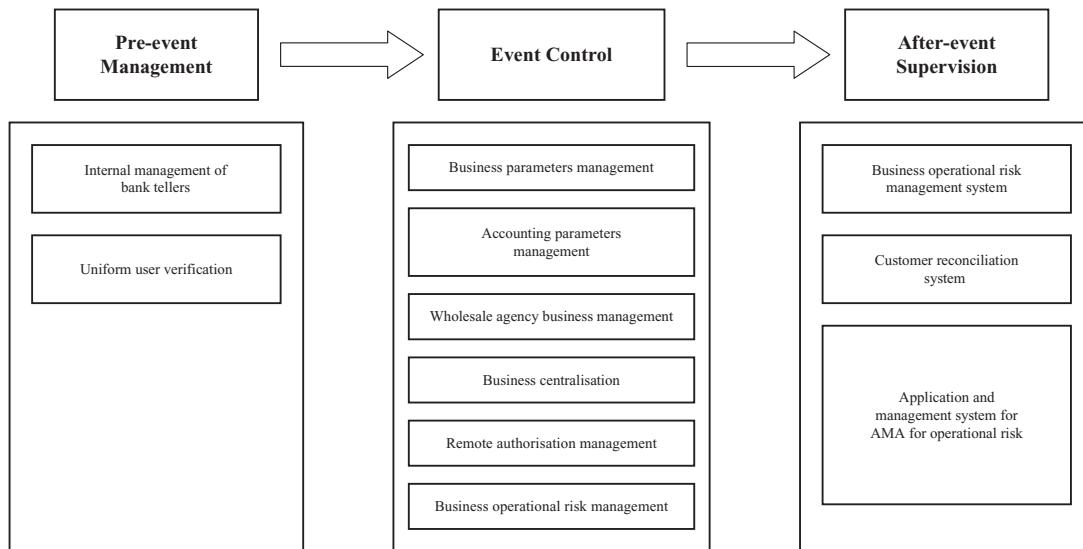 Pre-event
Management
Event Control
After-event
Supervision
Internal management of
bank tellers
Uniform user verification
Business parameters management
Accounting parameters
management
Wholesale agency business management
Business centralisation
Remote authorisation management
Business operational risk management
Business operational risk
management system
Customer reconciliation
system
Application and
management system for
AMA for operational risk